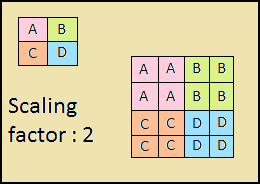 A B
C D
A A B B
A A B B
C C D D
C C D D
Scaling
factor : 2